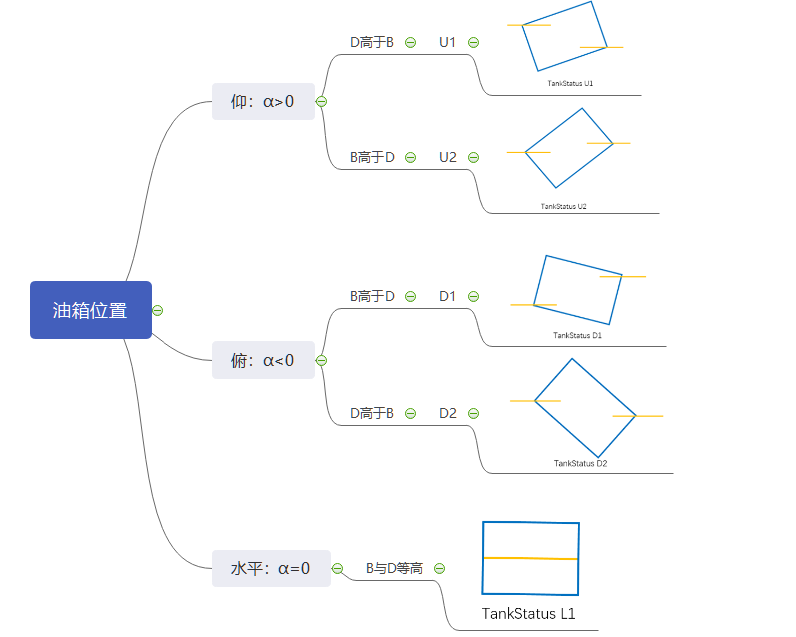 油箱位置
仰：α>0
D高于B
U1
TankStatus U1
B高于D
U2
TankStatus U2
俯：α<0
B高于D
D1
TankStatus D1
D高于B
D2
TankStatus D2
水平：α=0
B与D等高
TankStatus L1